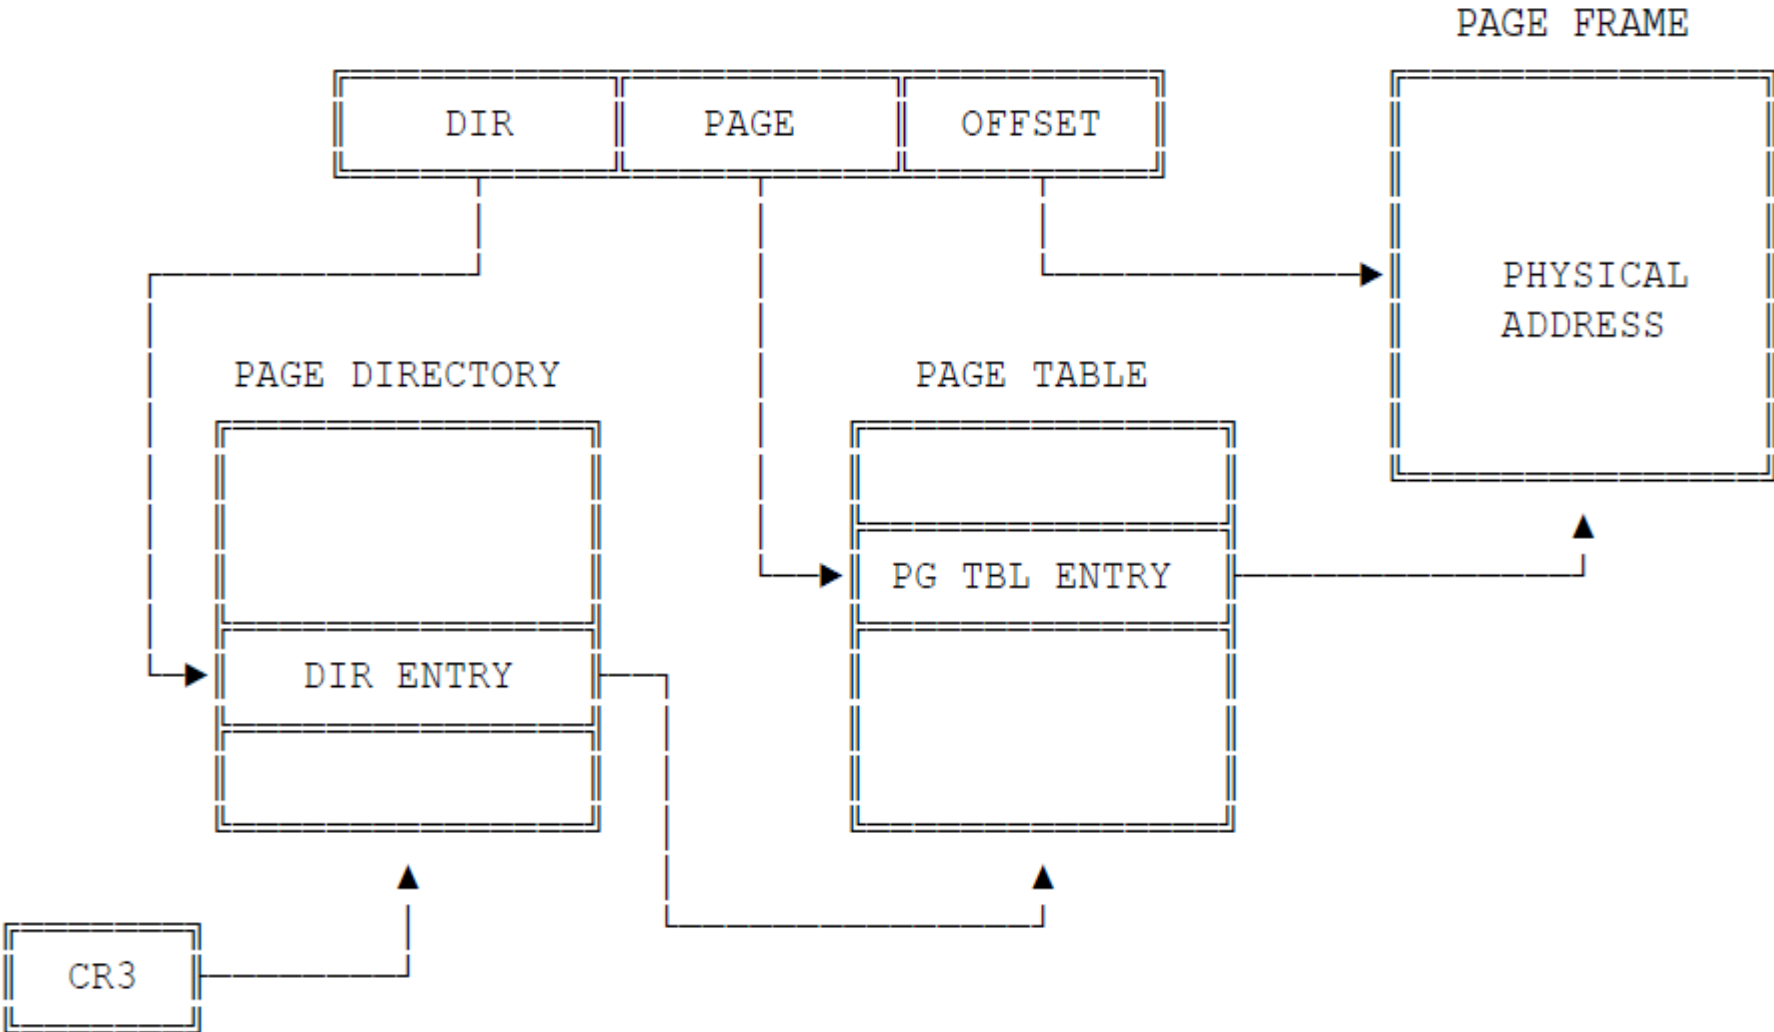 PAGE FRAME
DIR PAGE OFFSET
PHYSICAL
ADDRESS
PAGE DIRECTORY
PAGE TABLE
PG TBL ENTRY
DIR ENTRY
CR3